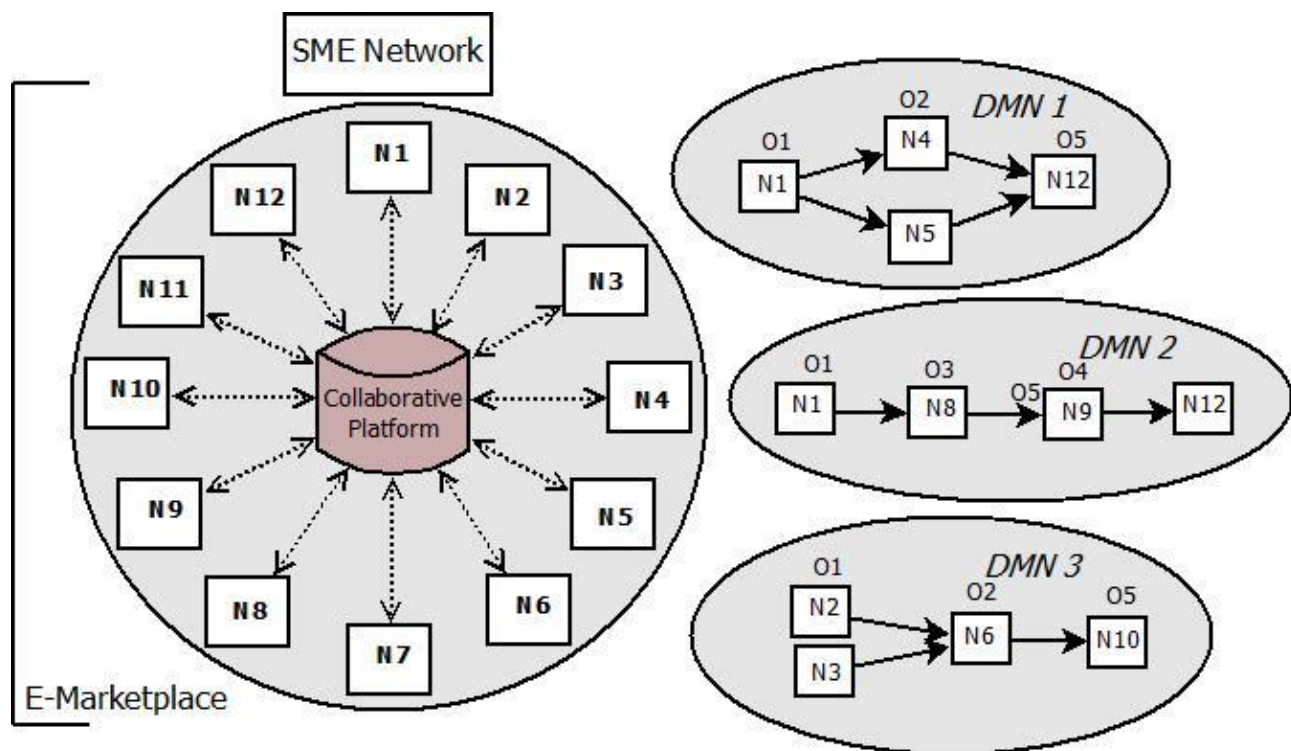 SME Network
N1
N12
N2
N11
N3
N10
N4
Collaborative
Platform
N9
N5
N8
N6
N7
E-Marketplace
DMN 1
O2
O1
N4
O5
N1
N12
N5
DMN 2
O1
O3
O5
O4
N1
N8
N9
N12
DMN 3
O1
O2
O5
N2
N6
N10
N3